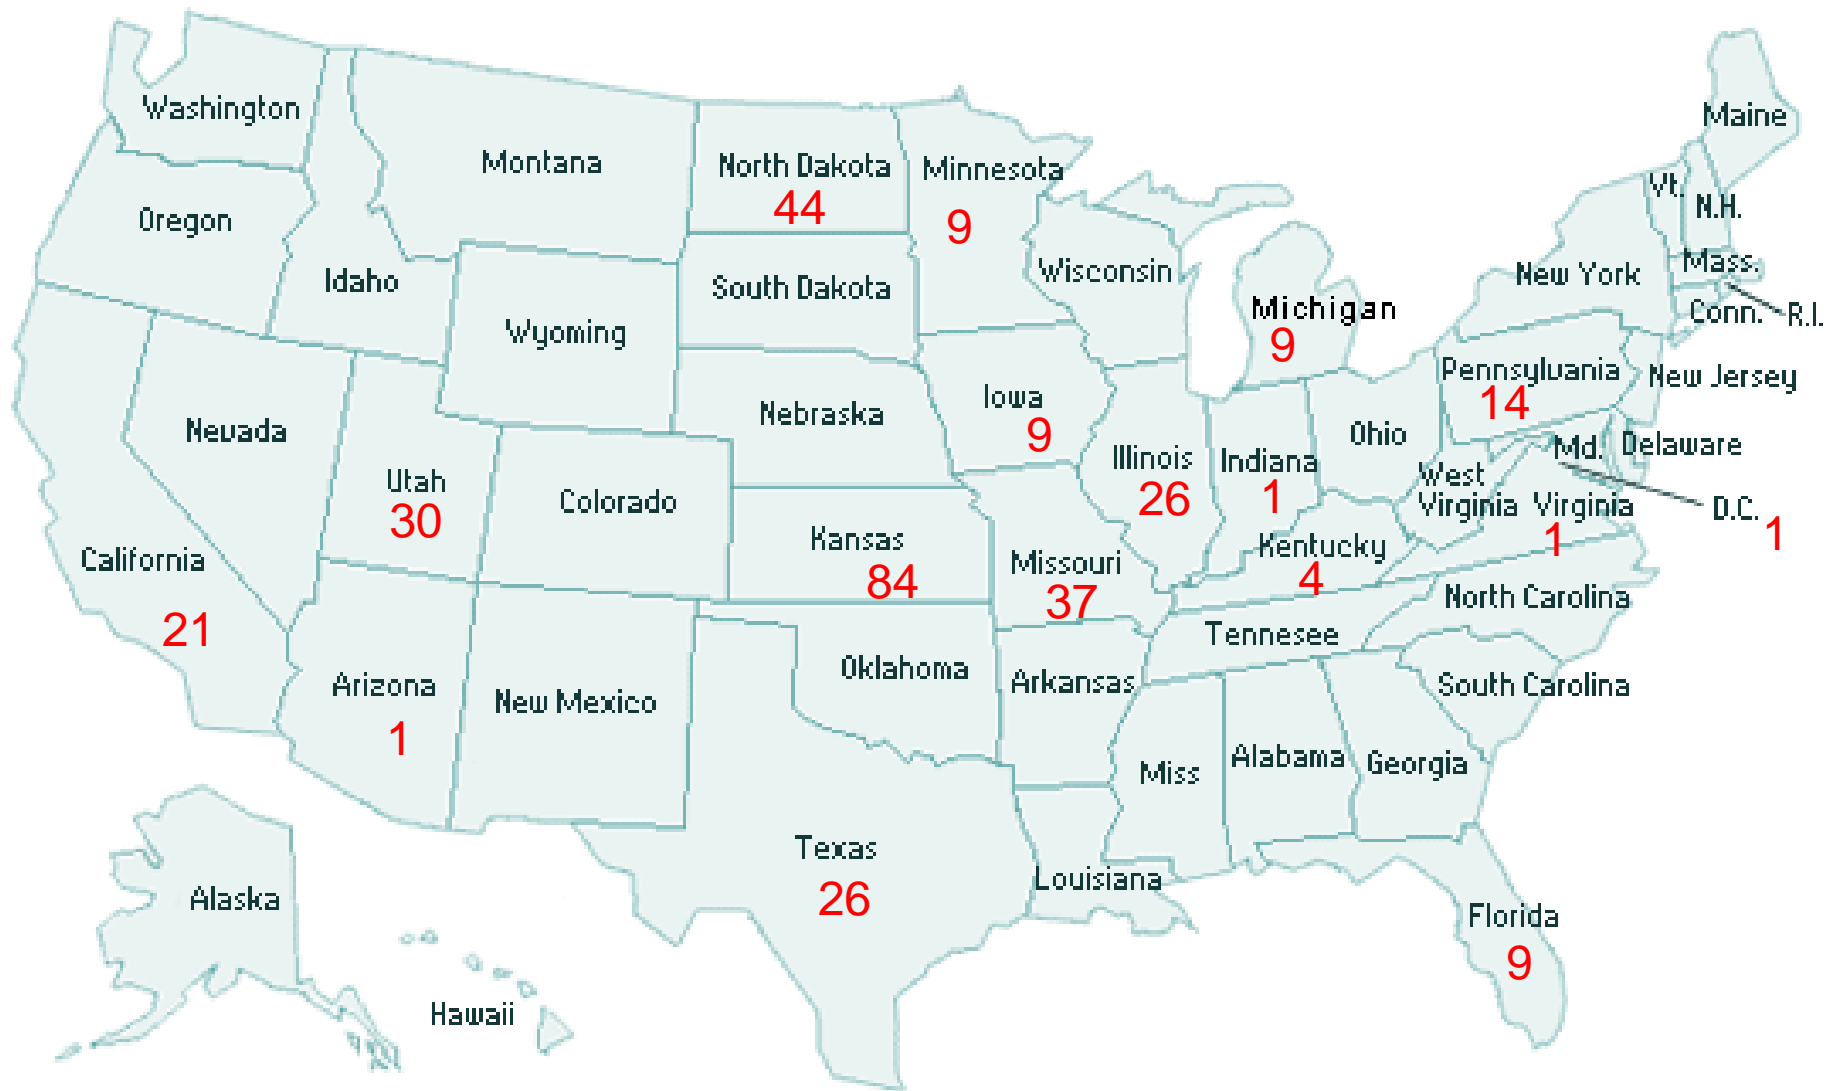 Washington
Montana
North Dakota
44
Minnesota
9
Maine
Vt.
N.H.
Oregon
Idaho
Wyoming
South Dakota
Wisconsin
Michigan
9
New York
Mass.
Conn.
R.I.
Nevada
Utah
30
Colorado
Nebraska
Iowa
9
Illinois
26
Indiana
1
Ohio
Pennsylvania
14
New Jersey
Md.
Delaware
West
Virginia
Virginia
1
D.C.
1
California
21
Kansas
84
Missouri
37
Kentucky
4
North Carolina
Tennesee
South Carolina
Arizona
1
New Mexico
Oklahoma
Arkansas
Miss
Alabama
Georgia
Texas
26
Louisiana
Florida
9
Alaska
Hawaii